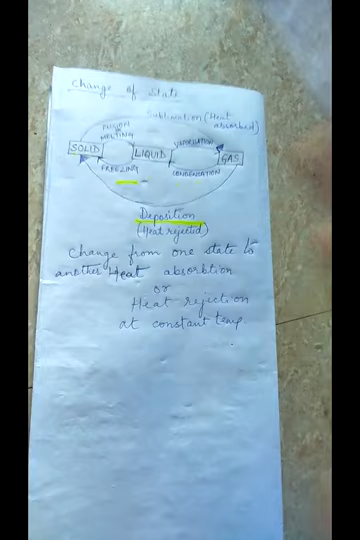 Change of State
Sublimation (Heat absorbed)
FUSION
MELTING
VAPORISATION
SOLID
LIQUID
GAS
FREEZING
CONDENSATION
Deposition
(Heat rejected)
Change from one state to
another Heat absorbtion
or
Heat rejection
at constant temp.